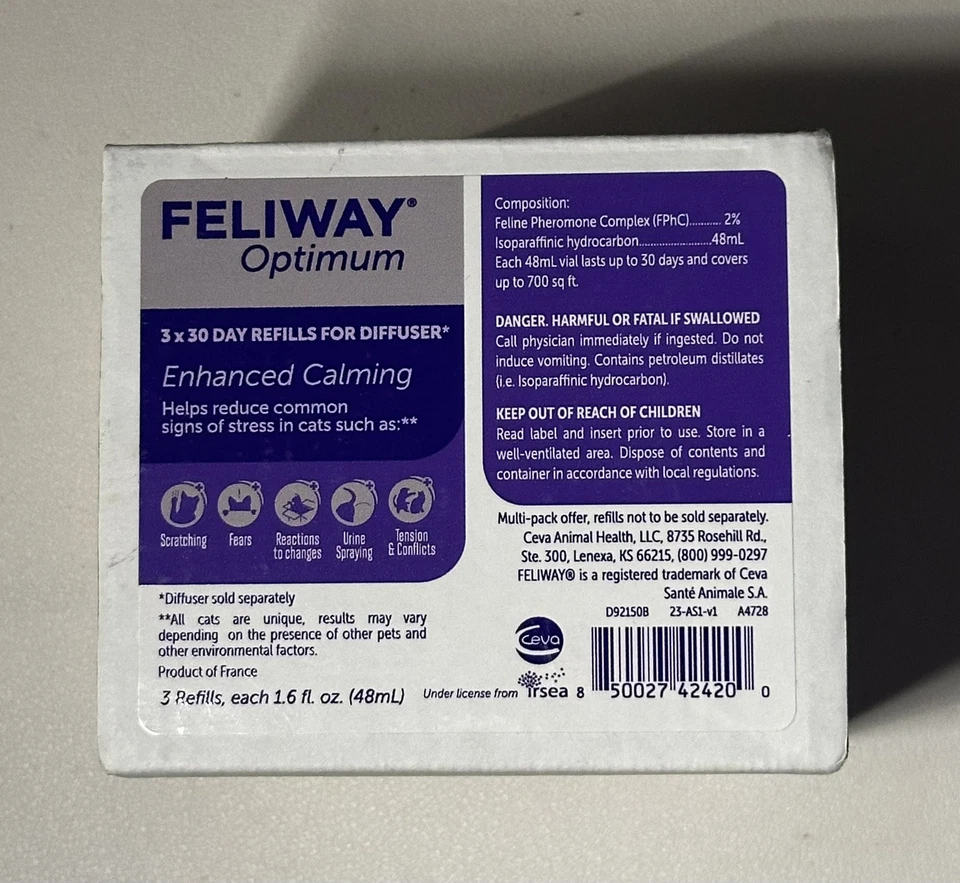 FELIWAY®
Optimum
3 x 30 DAY REFILLS FOR DIFFUSER*
Enhanced Calming
Helps reduce common
signs of stress in cats such as:**
Scratching
Fears
Reactions
to changes
Urine
Spraying
Tension
& Conflicts
*Diffuser sold separately
**All cats are unique, results may vary
depending on the presence of other pets and
other environmental factors.
Product of France
3 Refills, each 1.6 fl. oz. (48mL)
Composition:
Feline Pheromone Complex (FPhC)........... 2%
Isoparaffinic hydrocarbon.........................48mL
Each 48mL vial lasts up to 30 days and covers
up to 700 sq ft.
DANGER. HARMFUL OR FATAL IF SWALLOWED
Call physician immediately if ingested. Do not
induce vomiting. Contains petroleum distillates
(i.e. Isoparaffinic hydrocarbon).
KEEP OUT OF REACH OF CHILDREN
Read label and insert prior to use. Store in a
well-ventilated area. Dispose of contents and
container in accordance with local regulations.
Multi-pack offer, refills not to be sold separately.
Ceva Animal Health, LLC, 8735 Rosehill Rd.,
Ste. 300, Lenexa, KS 66215, (800) 999-0297
FELIWAY® is a registered trademark of Ceva
Santé Animale S.A.
D92150B 23-AS1-v1 A4728
Ceva
Under license from irsea
8 50027 42420 0